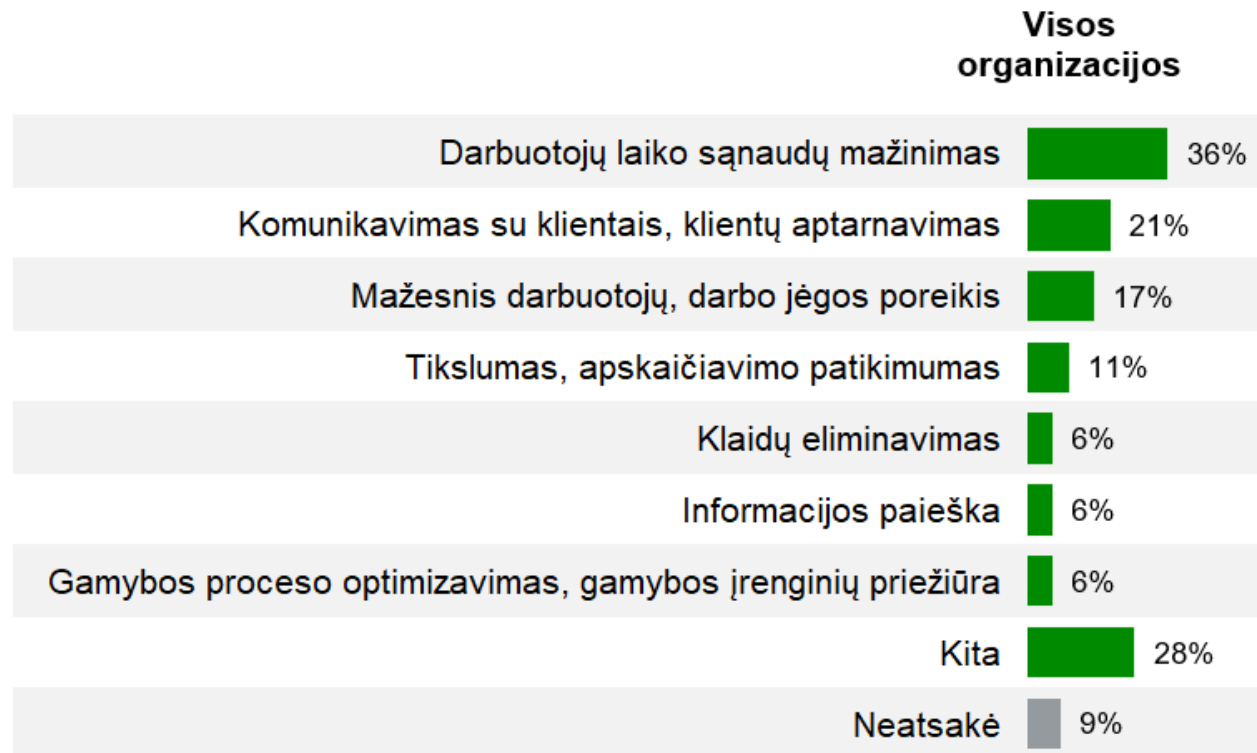 Visos
organizacijos
Darbuotojų laiko sąnaudų mažinimas 36%
Komunikavimas su klientais, klientų aptarnavimas 21%
Mažesnis darbuotojų, darbo jėgos poreikis 17%
Tikslumas, apskaičiavimo patikimumas 11%
Klaidų eliminavimas 6%
Informacijos paieška 6%
Gamybos proceso optimizavimas, gamybos įrenginių priežiūra 6%
Kita 28%
Neatsakė 9%